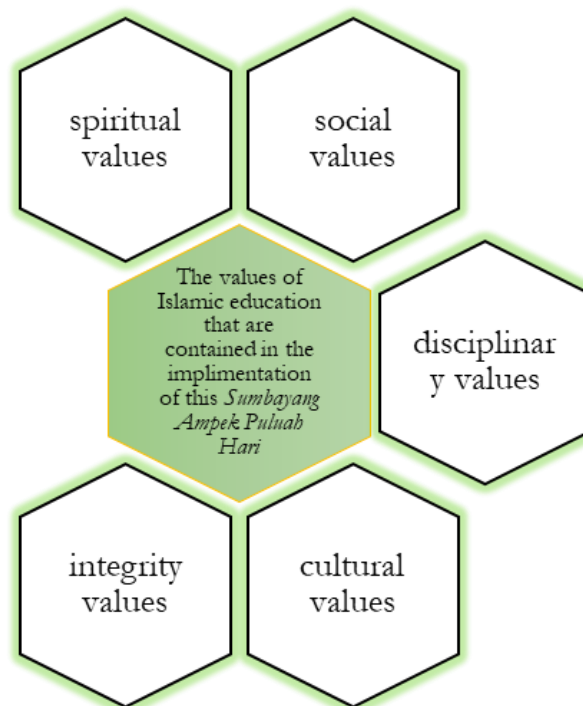 spiritual
values
social
values
The values of
Islamic education
that are
contained in the
implimentation
of this Sumbayang
Ampek Puluah
Hari
disciplinar
y values
integrity
values
cultural
values